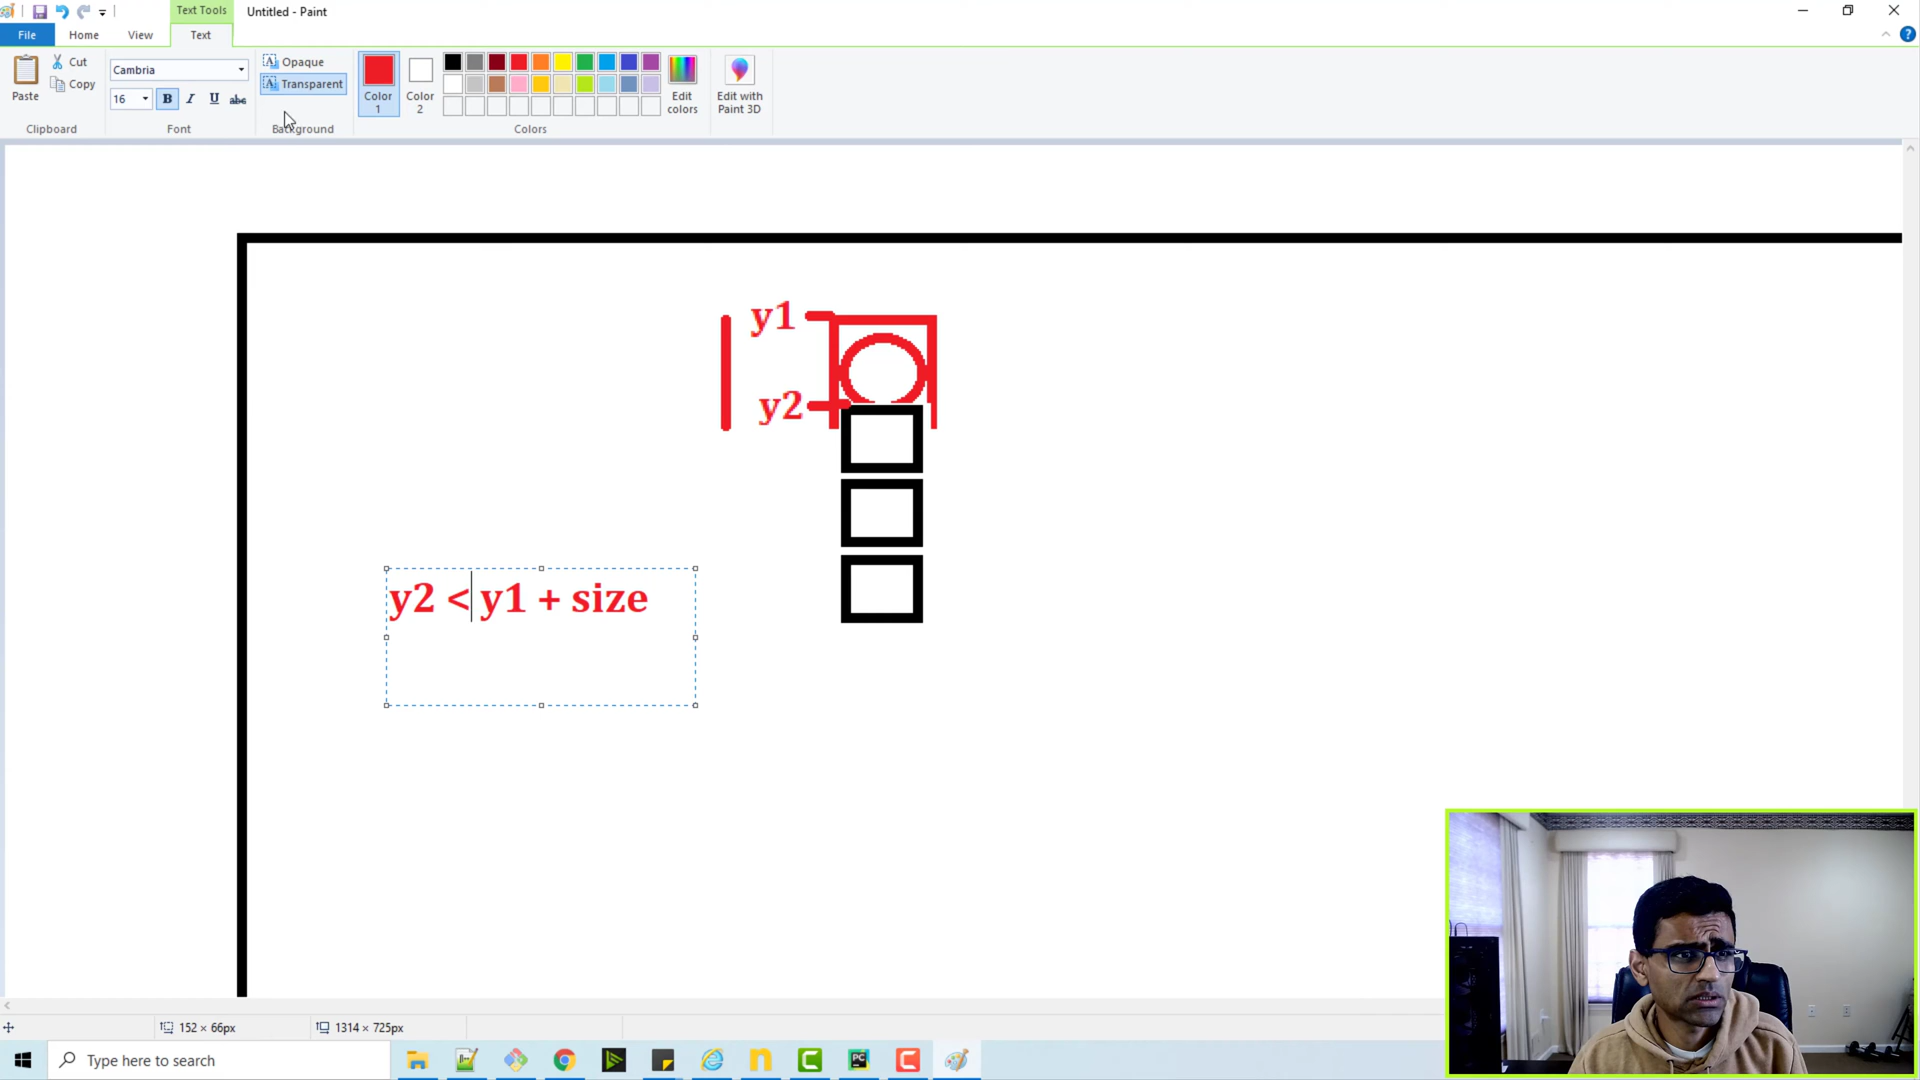 Text Tools
Untitled - Paint
File
Home
View
Text
Paste
Cut
Copy
Clipboard
Cambria
16
B
I
U
abc
Font
Opaque
Transparent
Background
Color 1
Color 2
Edit colors
Colors
Edit with Paint 3D
y1
y2
y2 < y1 + size
152 × 66px
1314 × 725px
Type here to search